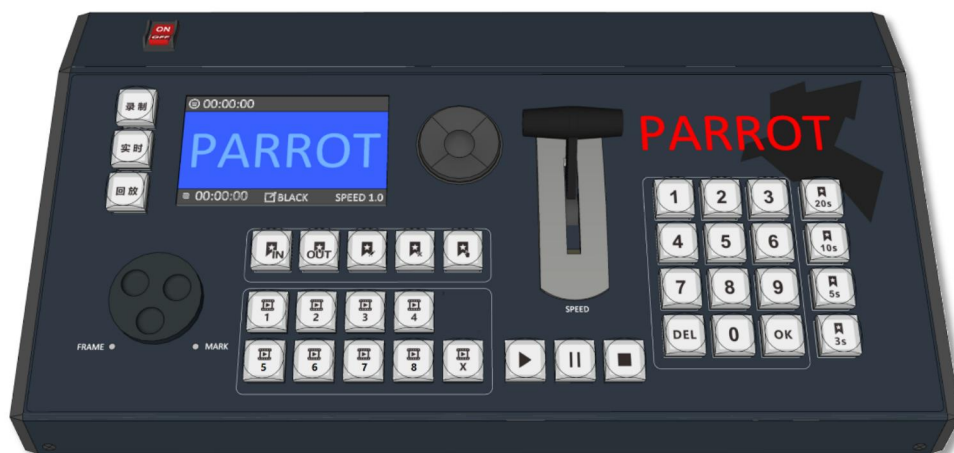 ON
OFF
录制
00:00:00
PARROT
实时
回放
00:00:00 BLACK SPEED 1.0
PARROT
1 2 3 20s
4 5 6 10s
7 8 9 5s
DEL 0 OK 3s
IN OUT
1 2 3 4
5 6 7 8 X
FRAME MARK
SPEED